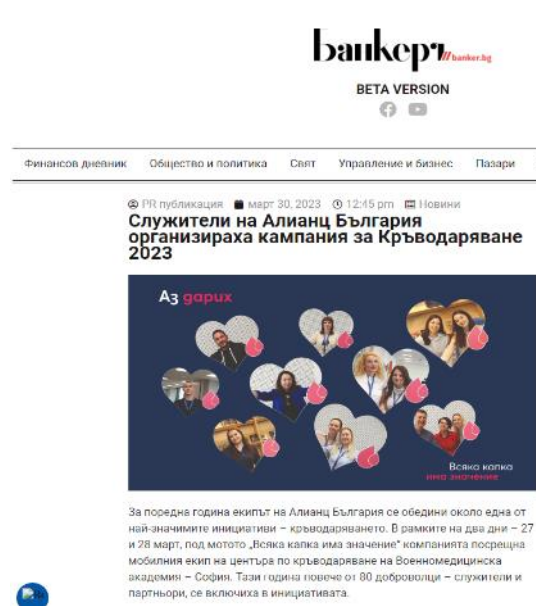 банкеръ // banker.bg
BETA VERSION
Финансов дневник Общество и политика Свят Управление и бизнес Пазари
PR публикация март 30, 2023 12:45 pm Новини
Служители на Алианц България
организираха кампания за Кръводаряване
2023
Аз дарих
Всяка капка
има значение
За поредна година екипът на Алианц България се обедини около една от
най-значимите инициативи – кръводаряването. В рамките на два дни – 27
и 28 март, под мотото „Всяка капка има значение" компанията посрещна
мобилния екип на центъра по кръводаряване на Военномедицинска
академия – София. Тази година повече от 80 доброволци – служители и
партньори, се включиха в инициативата.